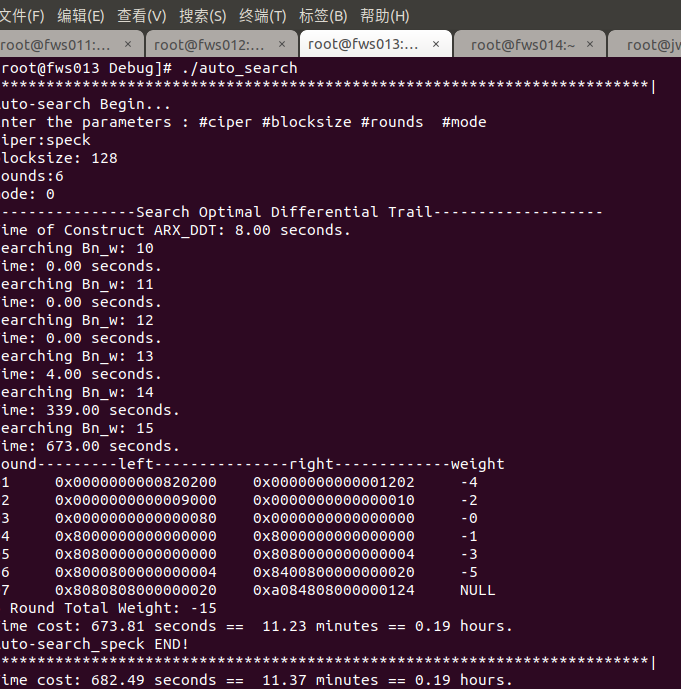 文件(F) 编辑(E) 查看(V) 搜索(S) 终端(T) 标签(B) 帮助(H)
root@fws011:... × root@fws012:... × root@fws013:... × root@fws014:~ × root@jw
root@fws013 Debug]# ./auto_search
************************************************************************|
uto-search Begin...
nter the parameters : #ciper #blocksize #rounds  #mode
iper:speck
locksize: 128
ounds:6
ode: 0
---------------Search Optimal Differential Trail-------------------
ime of Construct ARX_DDT: 8.00 seconds.
earching Bn_w: 10
ime: 0.00 seconds.
earching Bn_w: 11
ime: 0.00 seconds.
earching Bn_w: 12
ime: 0.00 seconds.
earching Bn_w: 13
ime: 4.00 seconds.
earching Bn_w: 14
ime: 339.00 seconds.
earching Bn_w: 15
ime: 673.00 seconds.
ound---------left---------------right-------------weight
1     0x0000000000820200    0x0000000000001202     -4
2     0x0000000000009000    0x0000000000000010     -2
3     0x0000000000000080    0x0000000000000000     -0
4     0x8000000000000000    0x8000000000000000     -1
5     0x8080000000000000    0x8080000000000004     -3
6     0x8000800000000004    0x8400800000000020     -5
7     0x8080808000000020    0xa084808000000124     NULL
Round Total Weight: -15
ime cost: 673.81 seconds ==  11.23 minutes == 0.19 hours.
uto-search_speck END!
************************************************************************|
ime cost: 682.49 seconds ==  11.37 minutes == 0.19 hours.